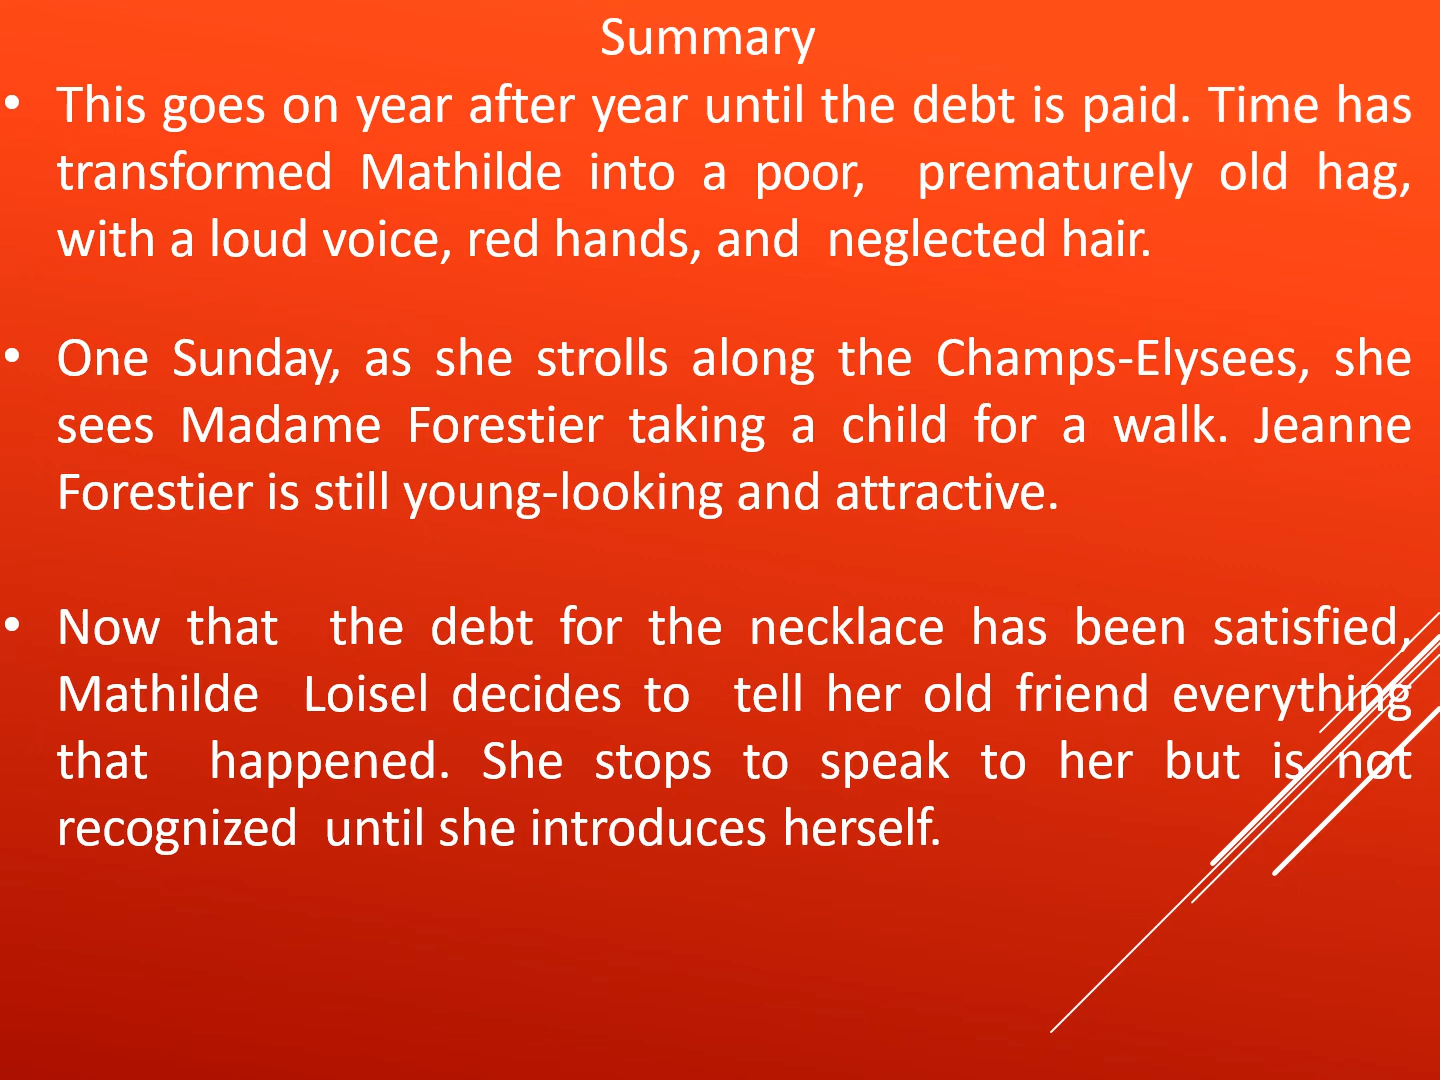 Summary
• This goes on year after year until the debt is paid. Time has
transformed Mathilde into a poor, prematurely old hag,
with a loud voice, red hands, and neglected hair.
• One Sunday, as she strolls along the Champs-Elysees, she
sees Madame Forestier taking a child for a walk. Jeanne
Forestier is still young-looking and attractive.
• Now that the debt for the necklace has been satisfied,
Mathilde Loisel decides to tell her old friend everything
that happened. She stops to speak to her but is not
recognized until she introduces herself.